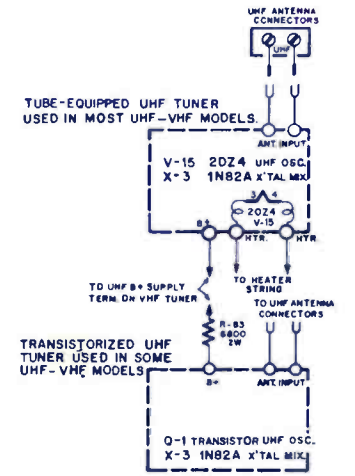 UHF ANTENNA
CONNECTORS
UHF
TUBE-EQUIPPED UHF TUNER
USED IN MOST UHF-VHF MODELS.
ANT. INPUT
V-15 2DZ4 UHF OSC.
X-3 1N82A X'TAL MIX.
3 4
2DZ4
V-15
B+
HTR.
HTR.
TO UHF B+ SUPPLY
TERM. ON VHF TUNER
TO HEATER
STRING
TO UHF ANTENNA
CONNECTORS
R-83
6800
2W
TRANSISTORIZED UHF
TUNER USED IN SOME
UHF-VHF MODELS
B+
ANT. INPUT
Q-1 TRANSISTOR UHF OSC.
X-3 1N82A X'TAL MIX.